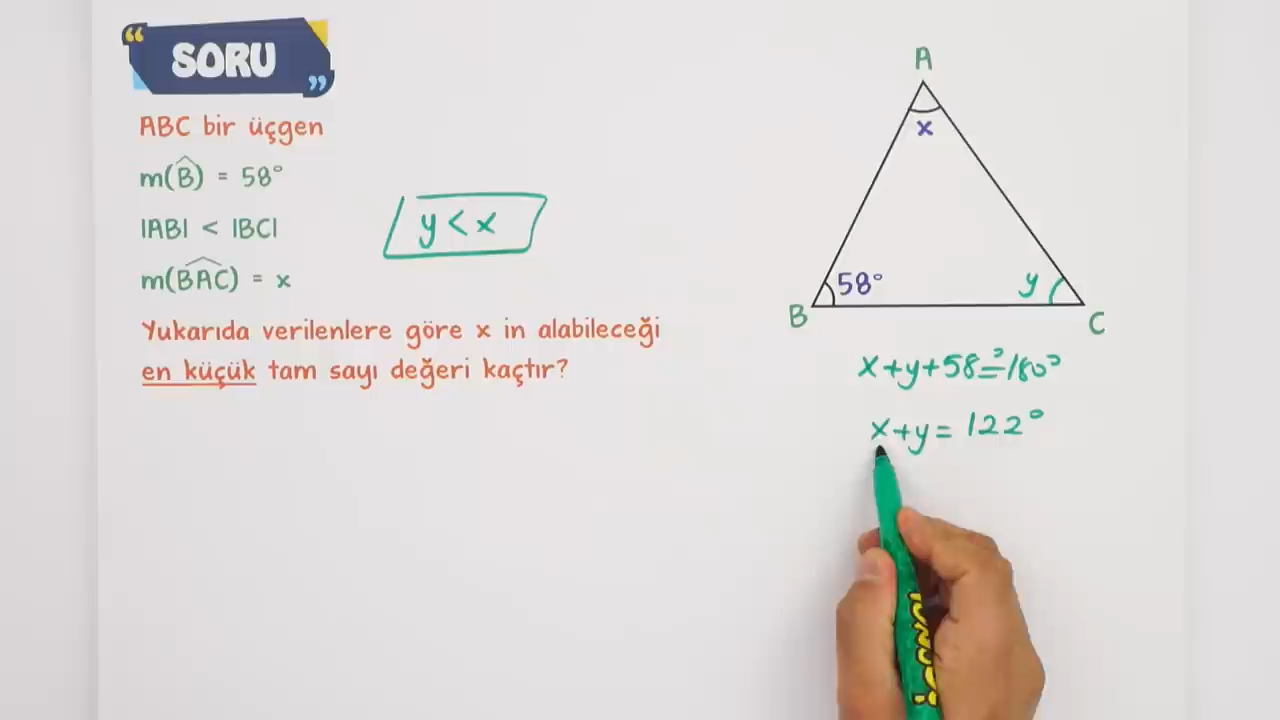 SORU
ABC bir üçgen
m(B̂) = 58°
|AB| < |BC|
m(BAC) = x
y < x
Yukarıda verilenlere göre x in alabileceği
en küçük tam sayı değeri kaçtır?
A
x
58°
y
B
C
x+y+58°=180°
x+y= 122°